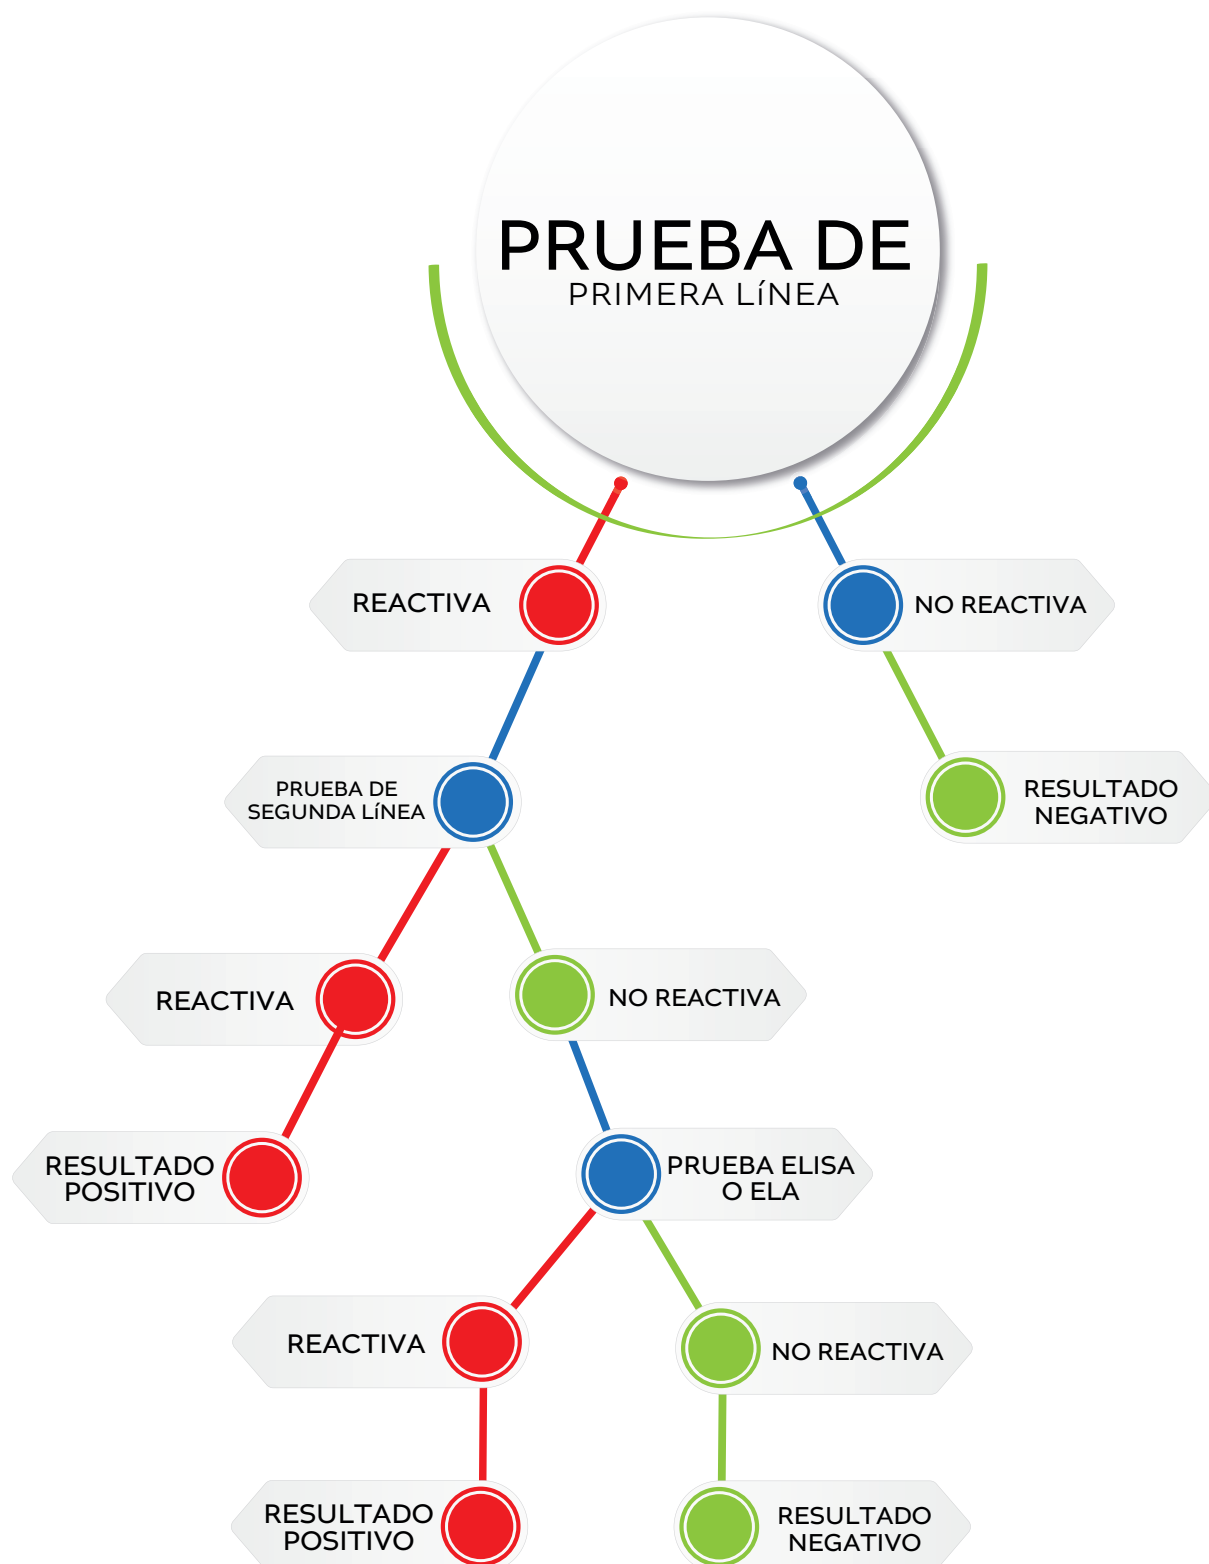 PRUEBA DE
PRIMERA LíNEA
REACTIVA
NO REACTIVA
PRUEBA DE
SEGUNDA LíNEA
RESULTADO
NEGATIVO
REACTIVA
NO REACTIVA
RESULTADO
POSITIVO
PRUEBA ELISA
O ELA
REACTIVA
NO REACTIVA
RESULTADO
POSITIVO
RESULTADO
NEGATIVO